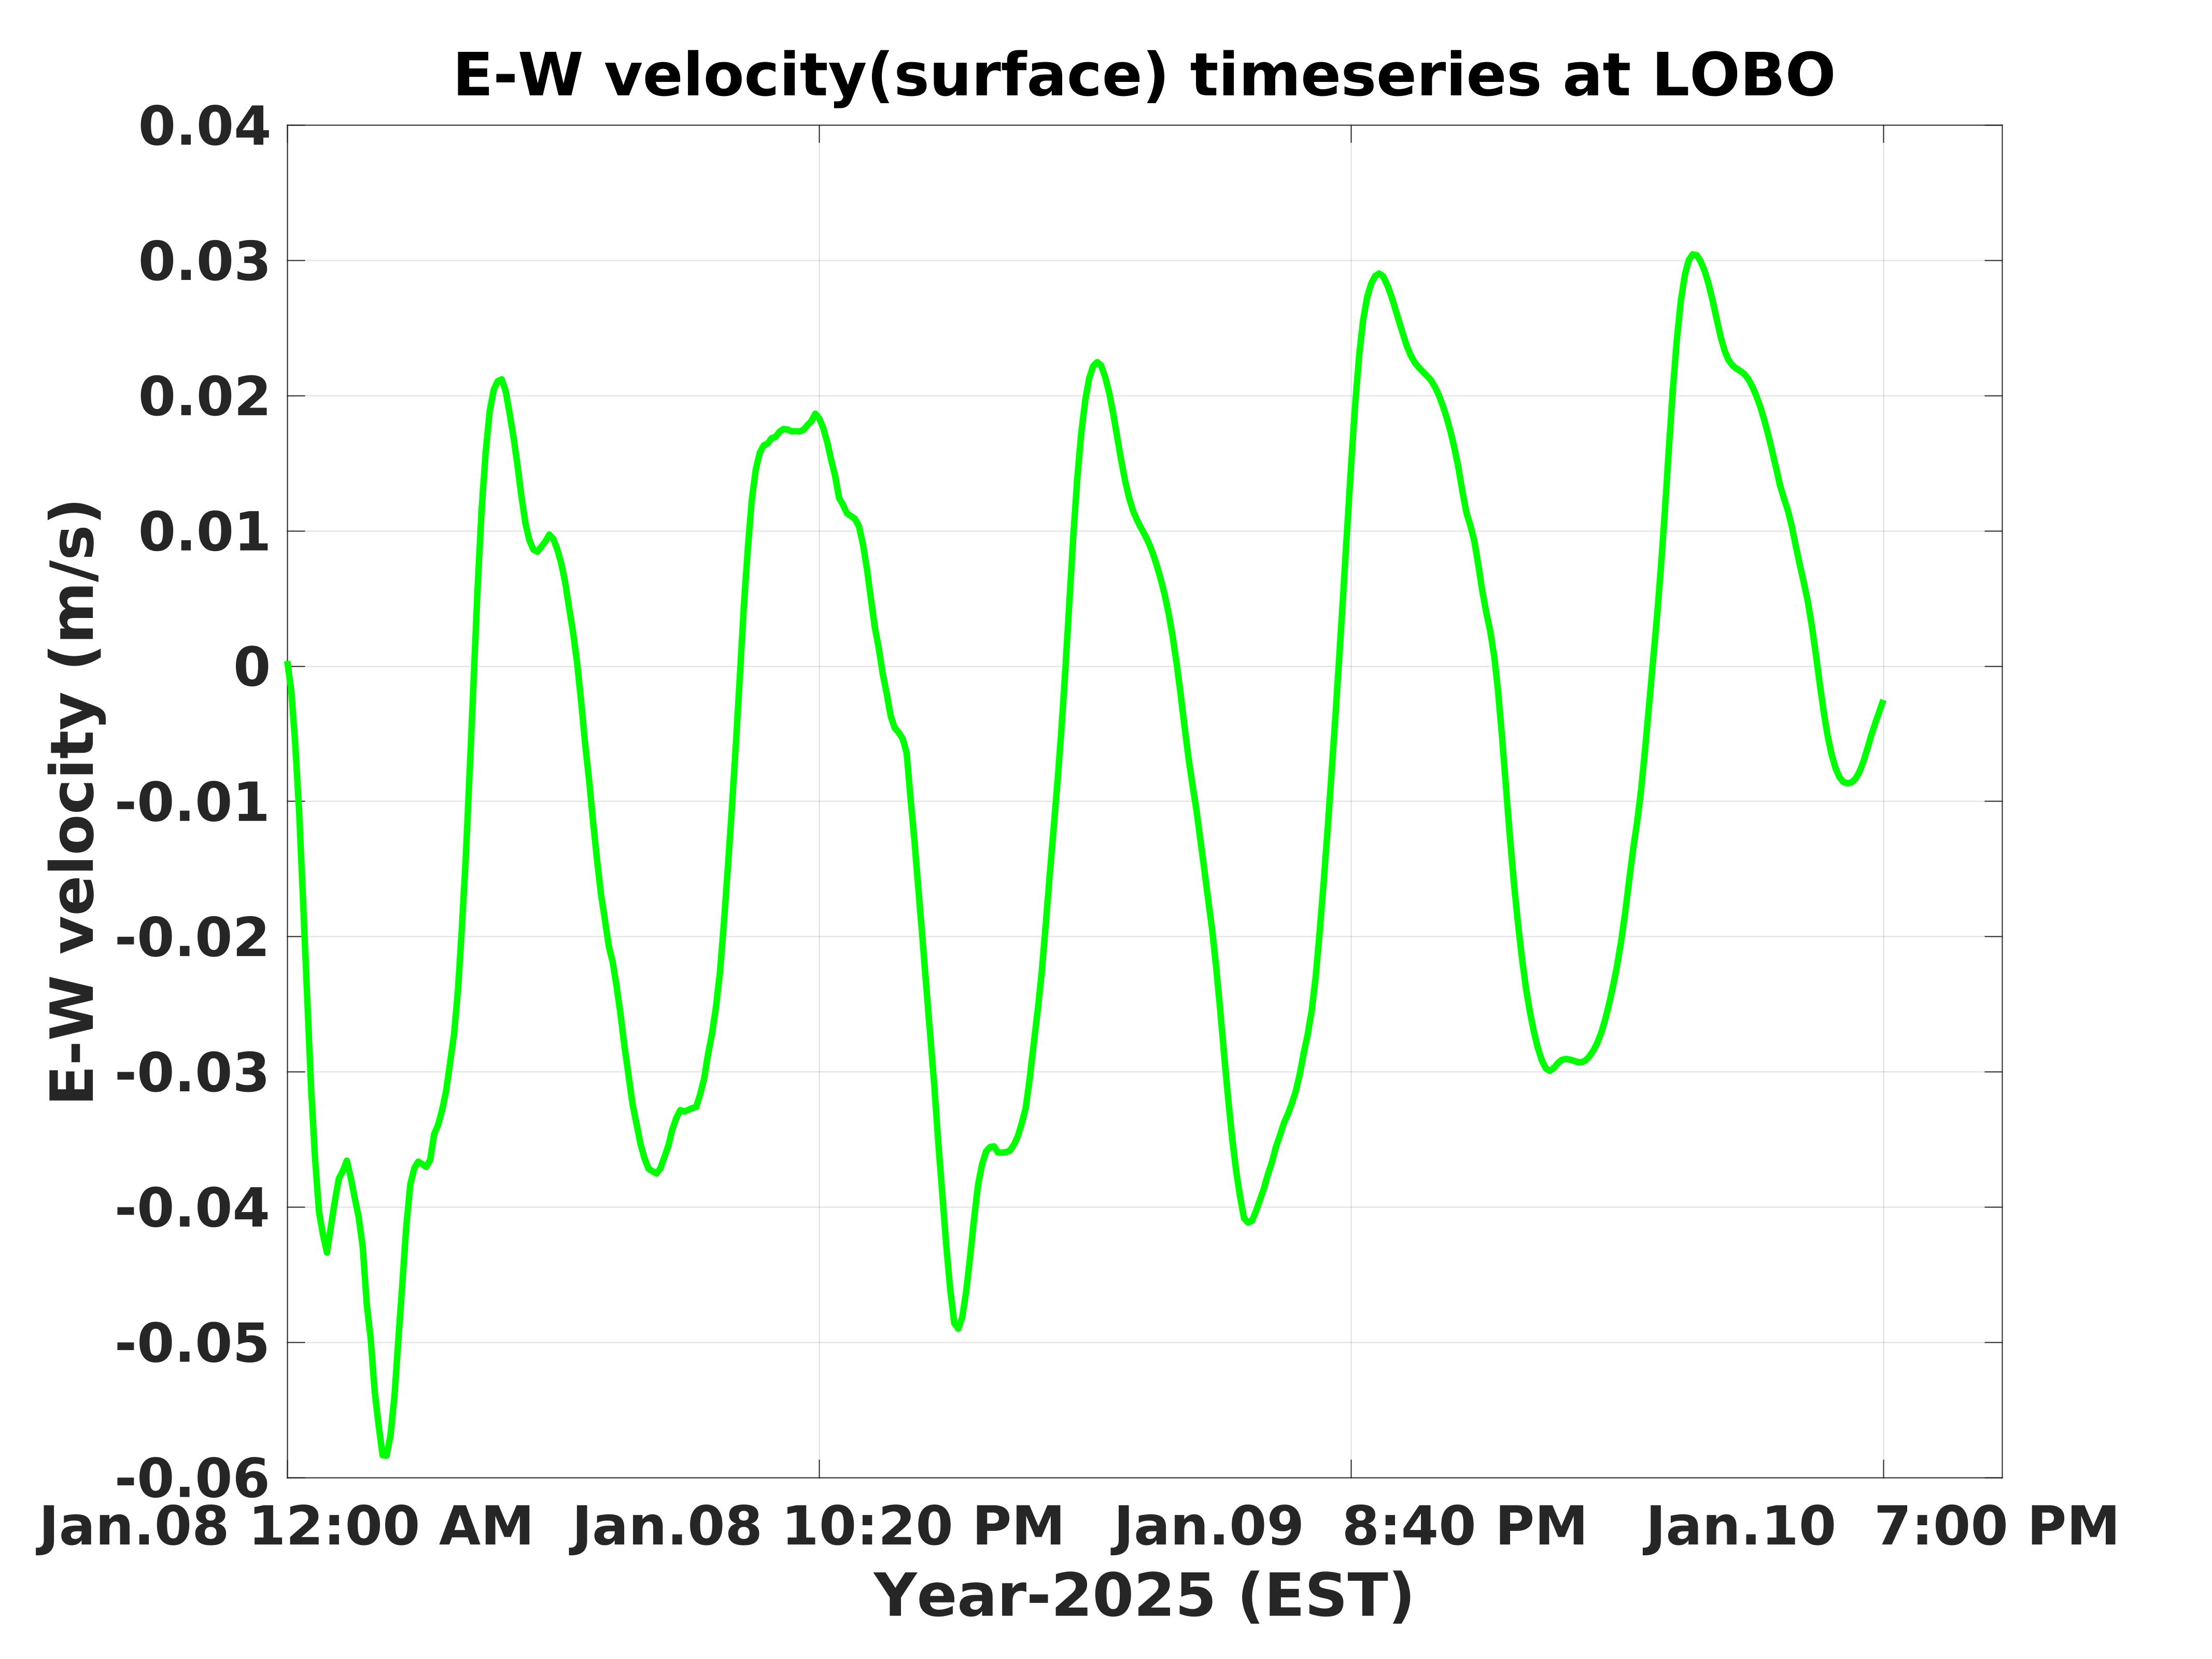 E-W velocity(surface) timeseries at LOBO
0.04
0.03
0.02
0.01
0
-0.01
-0.02
-0.03
-0.04
-0.05
-0.06
E-W velocity (m/s)
Jan.08 12:00 AM Jan.08 10:20 PM Jan.09 8:40 PM Jan.10 7:00 PM
Year-2025 (EST)